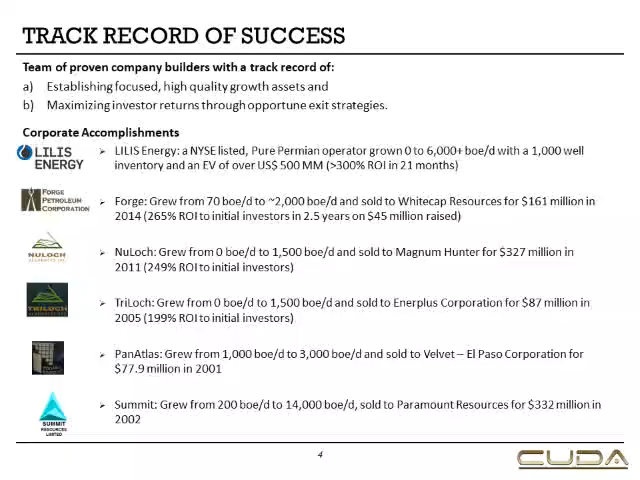 TRACK RECORD OF SUCCESS
Team of proven company builders with a track record of:
a) Establishing focused, high quality growth assets and
b) Maximizing investor returns through opportune exit strategies.
Corporate Accomplishments
LILIS
ENERGY
➢ LILIS Energy: a NYSE listed, Pure Permian operator grown 0 to 6,000+ boe/d with a 1,000 well
inventory and an EV of over US$ 500 MM (>300% ROI in 21 months)
FORGE
PETROLEUM
CORPORATION
➢ Forge: Grew from 70 boe/d to ~2,000 boe/d and sold to Whitecap Resources for $161 million in
2014 (265% ROI to initial investors in 2.5 years on $45 million raised)
NULOCH
➢ NuLoch: Grew from 0 boe/d to 1,500 boe/d and sold to Magnum Hunter for $327 million in
2011 (249% ROI to initial investors)
TRILOCH
➢ TriLoch: Grew from 0 boe/d to 1,500 boe/d and sold to Enerplus Corporation for $87 million in
2005 (199% ROI to initial investors)
➢ PanAtlas: Grew from 1,000 boe/d to 3,000 boe/d and sold to Velvet – El Paso Corporation for
$77.9 million in 2001
SUMMIT
RESOURCES
LIMITED
➢ Summit: Grew from 200 boe/d to 14,000 boe/d, sold to Paramount Resources for $332 million in
2002
4
CUDA